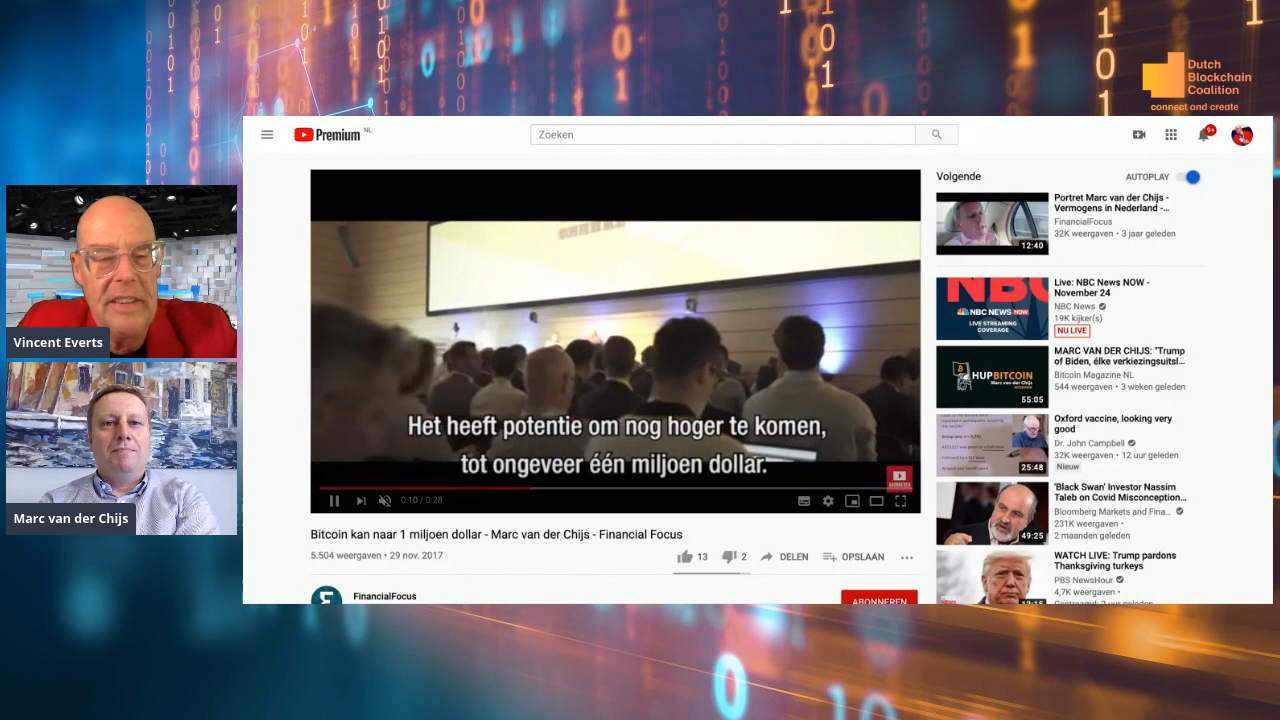 Dutch
Blockchain
Coalition
connect and create
Premium NL
Zoeken
9+
Vincent Everts
Marc van der Chijs
Het heeft potentie om nog hoger te komen,
tot ongeveer één miljoen dollar.
ABONNEREN
0:10 / 0:28
Bitcoin kan naar 1 miljoen dollar - Marc van der Chijs - Financial Focus
5.504 weergaven • 29 nov. 2017
13
2
DELEN
OPSLAAN
FinancialFocus
ABONNEREN
Volgende
AUTOPLAY
12:40
Portret Marc van der Chijs -
Vermogens in Nederland -...
FinancialFocus
32K weergaven • 3 jaar geleden
NBC NEWS NOW
LIVE STREAMING
COVERAGE
Live: NBC News NOW -
November 24
NBC News
19K kijker(s)
NU LIVE
HUPBITCOIN
Marc van der Chijs
55:05
MARC VAN DER CHIJS: "Trump
of Biden, élke verkiezingsuitsl...
Bitcoin Magazine NL
544 weergaven • 3 weken geleden
25:48
Oxford vaccine, looking very
good
Dr. John Campbell
32K weergaven • 12 uur geleden
Nieuw
49:25
'Black Swan' Investor Nassim
Taleb on Covid Misconception...
Bloomberg Markets and Fina...
231K weergaven •
2 maanden geleden
WATCH LIVE: Trump pardons
Thanksgiving turkeys
PBS NewsHour
4,7K weergaven •